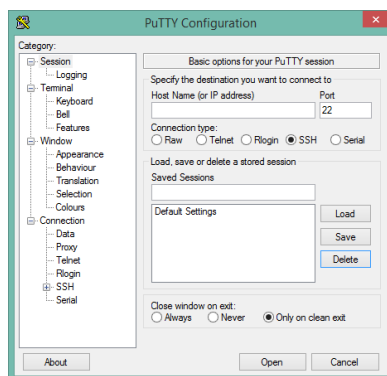 PuTTY Configuration
Category:
Session
Logging
Terminal
Keyboard
Bell
Features
Window
Appearance
Behaviour
Translation
Selection
Colours
Connection
Data
Proxy
Telnet
Rlogin
SSH
Serial
Basic options for your PuTTY session
Specify the destination you want to connect to
Host Name (or IP address) Port
22
Connection type:
Raw Telnet Rlogin SSH Serial
Load, save or delete a stored session
Saved Sessions
Default Settings
Load
Save
Delete
Close window on exit:
Always Never Only on clean exit
About Open Cancel